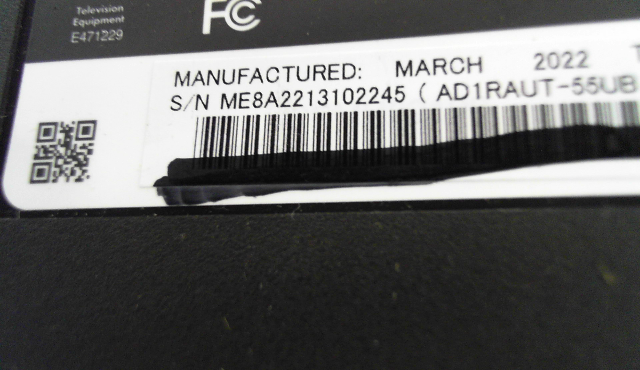 Television
Equipment
E471229
FC
MANUFACTURED: MARCH 2022
S/N ME8A2213102245 ( AD1RAUT-55UB